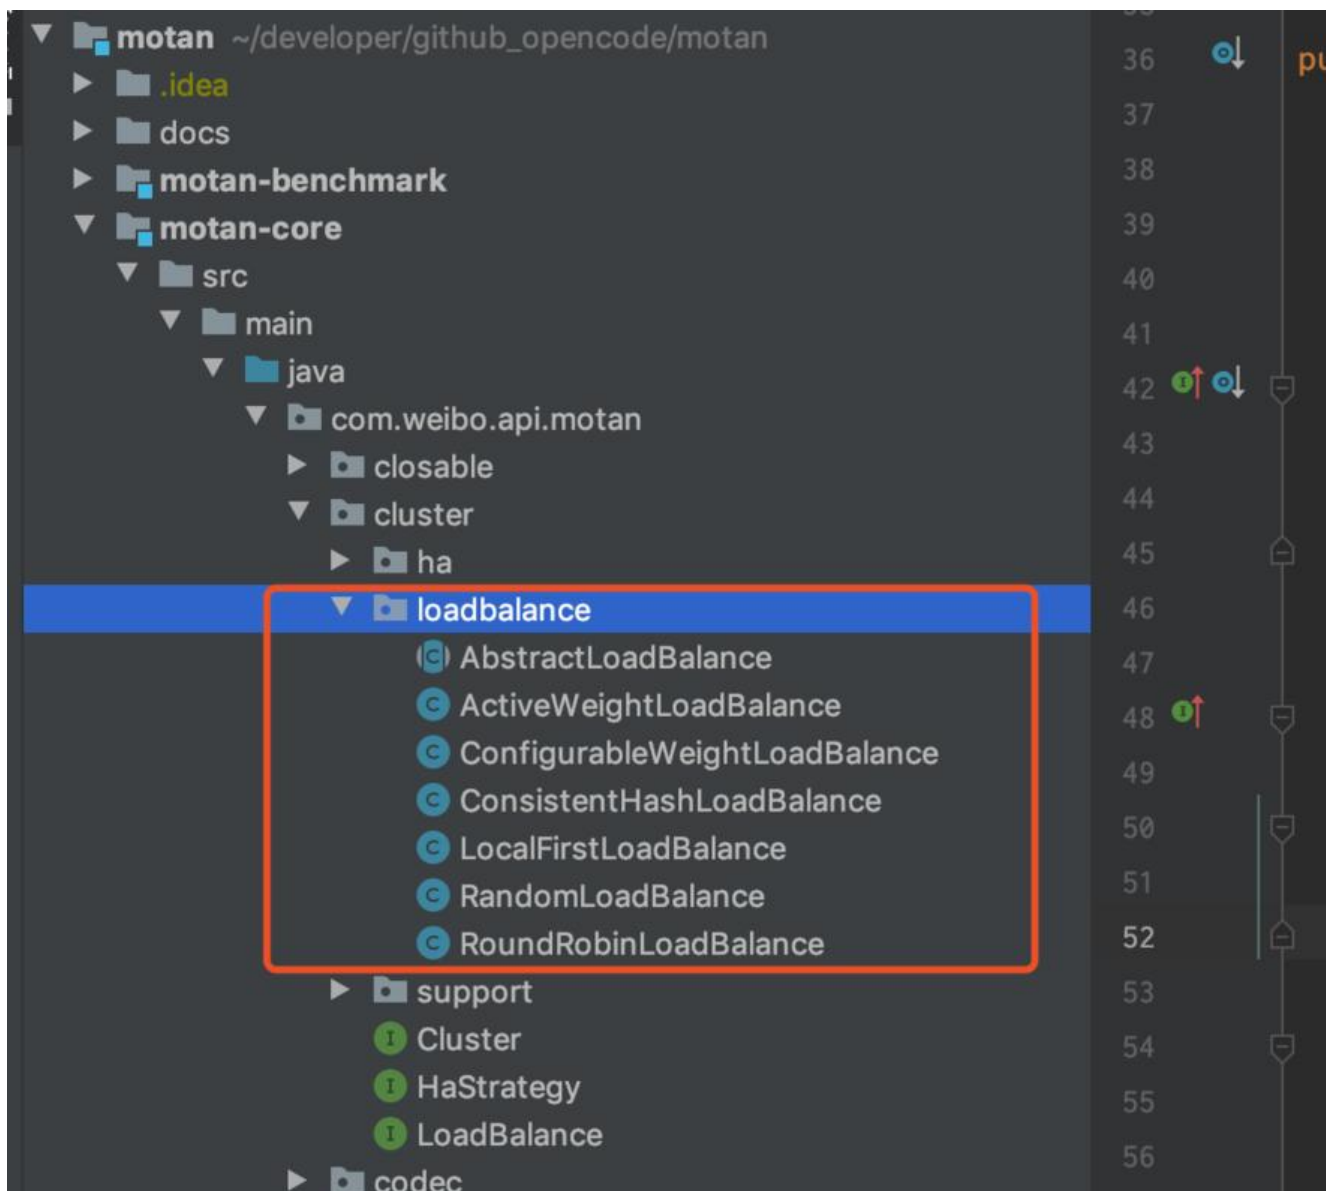 motan ~/developer/github_opencode/motan
.idea
docs
motan-benchmark
motan-core
src
main
java
com.weibo.api.motan
closable
cluster
ha
loadbalance
AbstractLoadBalance
ActiveWeightLoadBalance
ConfigurableWeightLoadBalance
ConsistentHashLoadBalance
LocalFirstLoadBalance
RandomLoadBalance
RoundRobinLoadBalance
support
Cluster
HaStrategy
LoadBalance
codec
36 pu
37
38
39
40
41
42
43
44
45
46
47
48
49
50
51
52
53
54
55
56